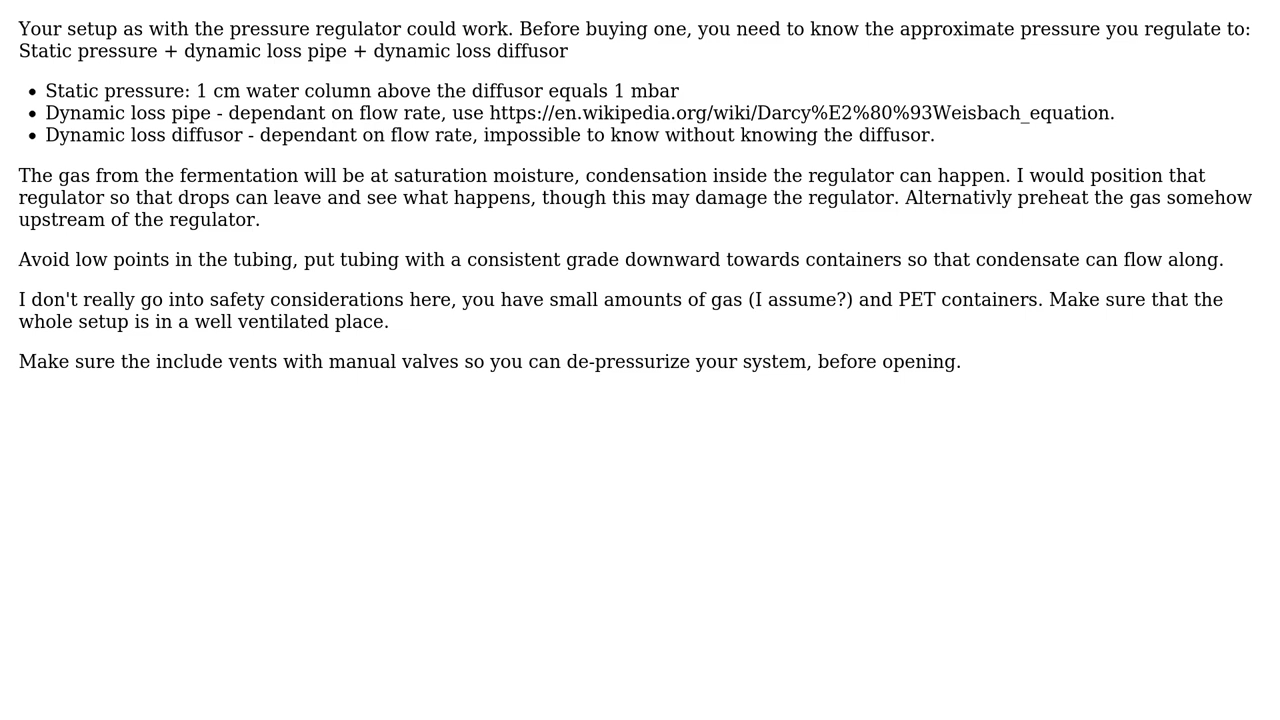 Your setup as with the pressure regulator could work. Before buying one, you need to know the approximate pressure you regulate to:
Static pressure + dynamic loss pipe + dynamic loss diffusor
• Static pressure: 1 cm water column above the diffusor equals 1 mbar
• Dynamic loss pipe - dependant on flow rate, use https://en.wikipedia.org/wiki/Darcy%E2%80%93Weisbach_equation.
• Dynamic loss diffusor - dependant on flow rate, impossible to know without knowing the diffusor.
The gas from the fermentation will be at saturation moisture, condensation inside the regulator can happen. I would position that
regulator so that drops can leave and see what happens, though this may damage the regulator. Alternativly preheat the gas somehow
upstream of the regulator.
Avoid low points in the tubing, put tubing with a consistent grade downward towards containers so that condensate can flow along.
I don't really go into safety considerations here, you have small amounts of gas (I assume?) and PET containers. Make sure that the
whole setup is in a well ventilated place.
Make sure the include vents with manual valves so you can de-pressurize your system, before opening.